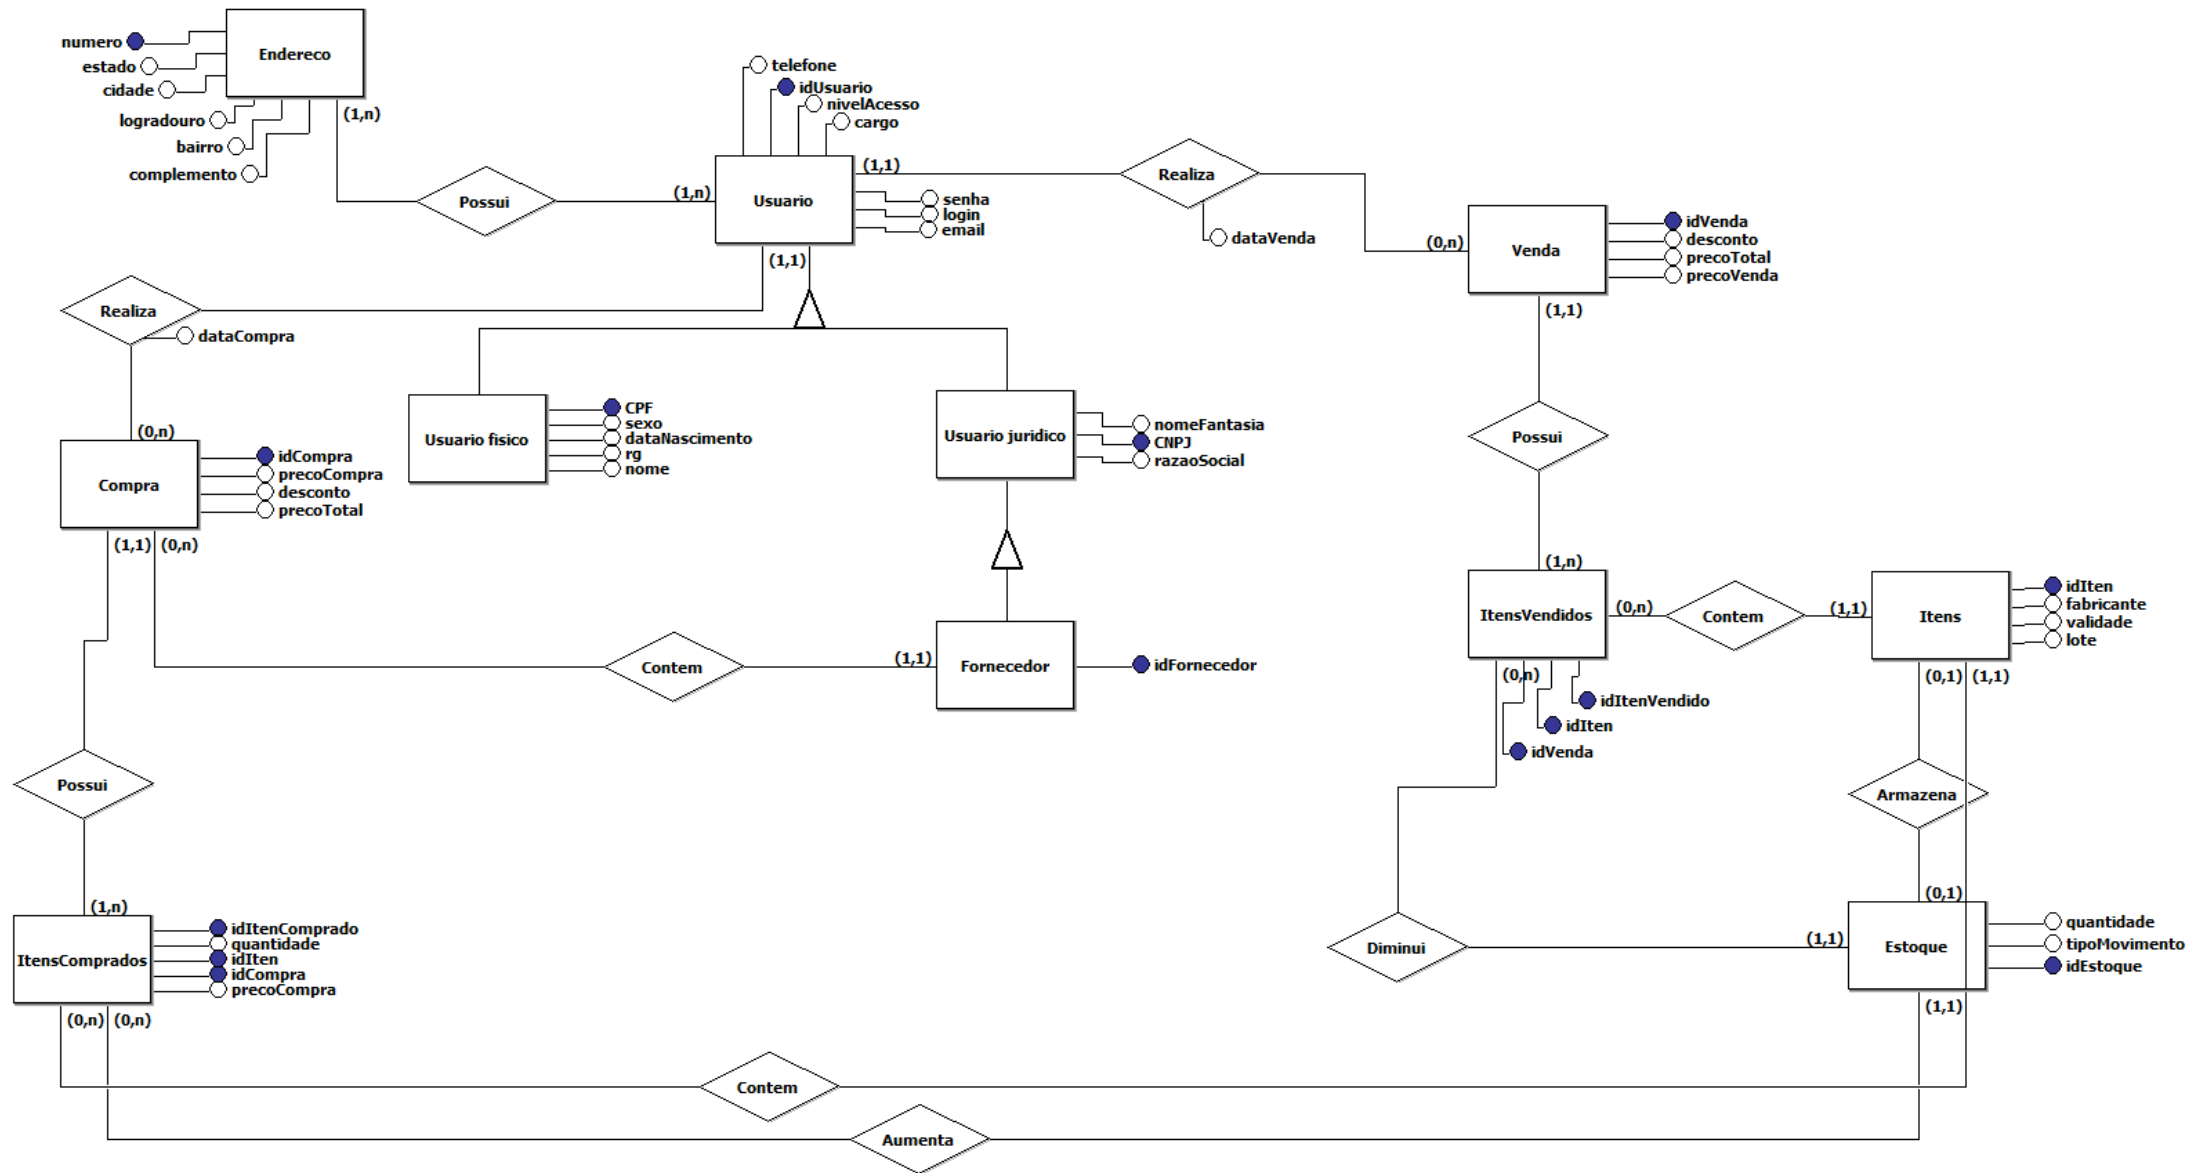 Endereco
numero
estado
cidade
logradouro
bairro
complemento
(1,n)
Possui
(1,n)
telefone
idUsuario
nivelAcesso
cargo
Usuario
(1,1)
senha
login
email
(1,1)
Realiza
dataVenda
(0,n)
Venda
idVenda
desconto
precoTotal
precoVenda
(1,1)
Realiza
dataCompra
(0,n)
Compra
idCompra
precoCompra
desconto
precoTotal
(1,1)
(0,n)
Usuario fisico
CPF
sexo
dataNascimento
rg
nome
Usuario juridico
nomeFantasia
CNPJ
razaoSocial
Possui
(1,n)
ItensVendidos
(0,n)
Contem
(1,1)
Itens
idIten
fabricante
validade
lote
(0,n)
idItenVendido
idIten
idVenda
(0,1)
(1,1)
Contem
(1,1)
Fornecedor
idFornecedor
Possui
(1,n)
Armazena
(0,1)
ItensComprados
idItenComprado
quantidade
idIten
idCompra
precoCompra
(0,n)
(0,n)
Diminui
(1,1)
Estoque
quantidade
tipoMovimento
idEstoque
(1,1)
Contem
Aumenta